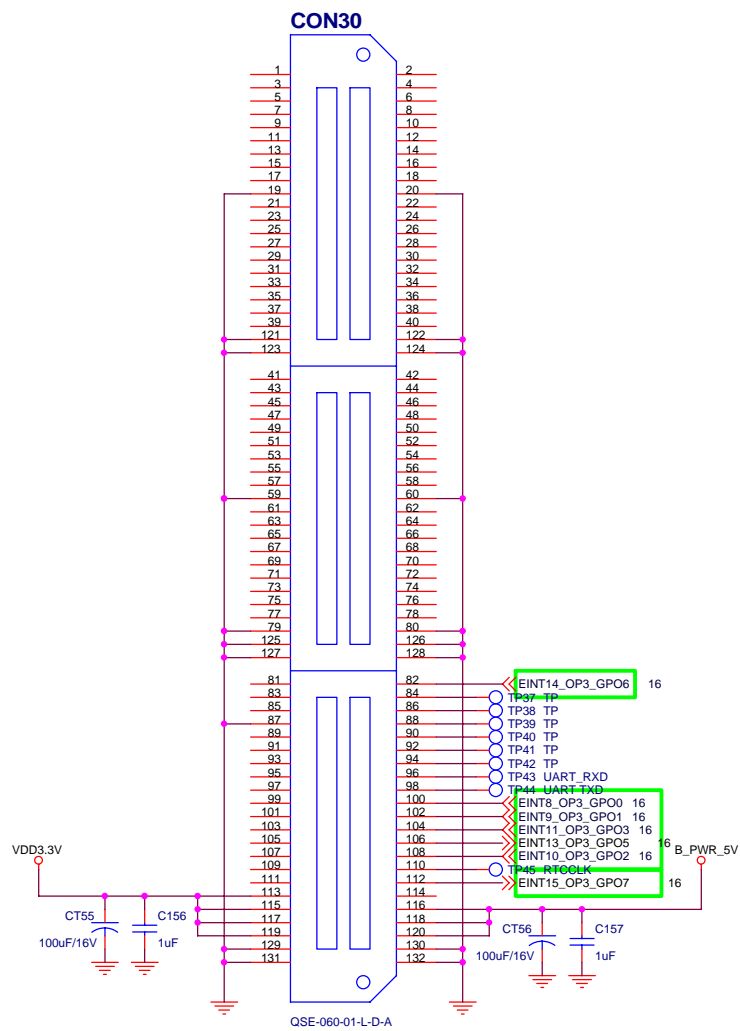 CON30
1 2
3 4
5 6
7 8
9 10
11 12
13 14
15 16
17 18
19 20
21 22
23 24
25 26
27 28
29 30
31 32
33 34
35 36
37 38
39 40
121 122
123 124
41 42
43 44
45 46
47 48
49 50
51 52
53 54
55 56
57 58
59 60
61 62
63 64
65 66
67 68
69 70
71 72
73 74
75 76
77 78
79 80
125 126
127 128
81 82 EINT14_OP3_GPO6 16
83 84 TP37 TP
85 86 TP38 TP
87 88 TP39 TP
89 90 TP40 TP
91 92 TP41 TP
93 94 TP42 TP
95 96 TP43 UART_RXD
97 98 TP44 UART TXD
99 100 EINT8_OP3_GPO0 16
101 102 EINT9_OP3_GPO1 16
103 104 EINT11_OP3_GPO3 16
105 106 EINT13_OP3_GPO5 16
107 108 EINT10_OP3_GPO2 16
VDD3.3V B_PWR_5V
109 110 TP45 RTCCLK
111 112 EINT15_OP3_GPO7 16
113 114
115 116
117 118
119 120
129 130
131 132
CT55 C156 CT56 C157
100uF/16V 1uF 100uF/16V 1uF
QSE-060-01-L-D-A